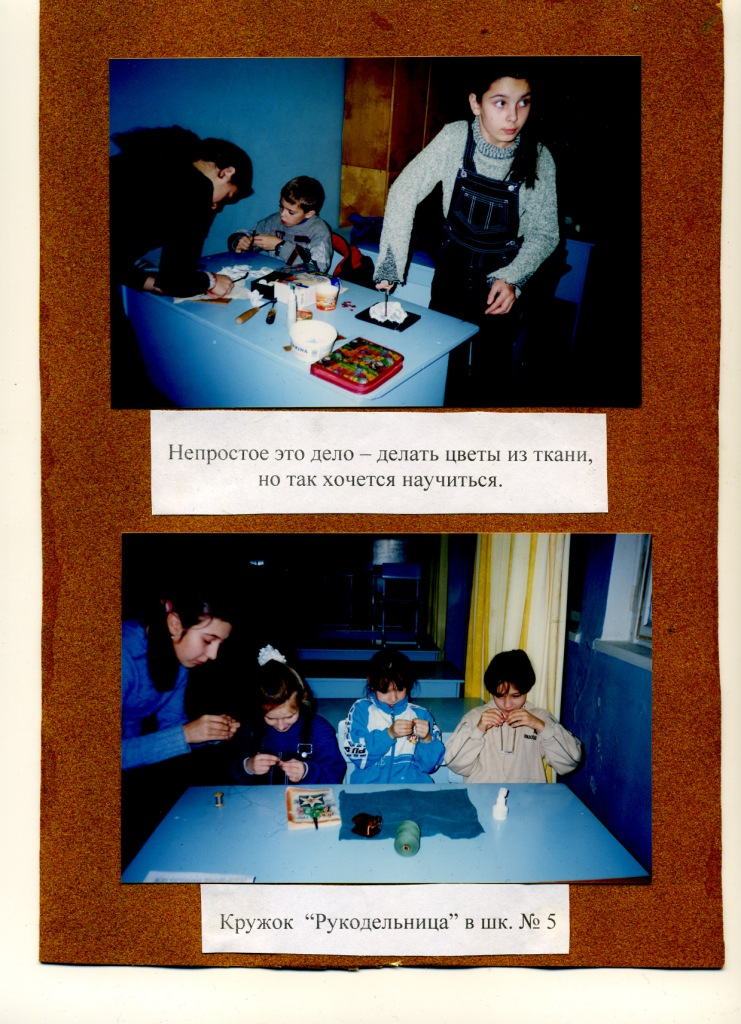 Непростое это дело – делать цветы из ткани,
но так хочется научиться.
Кружок “Рукодельница” в шк. № 5